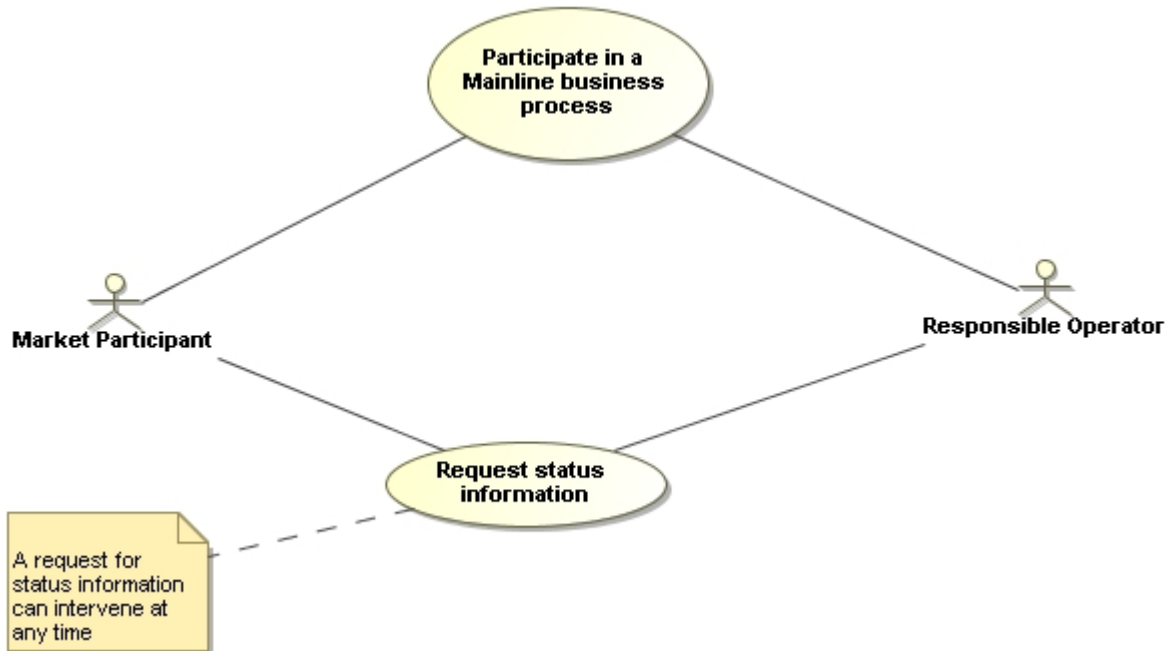 Participate in a
Mainline business
process
Market Participant
Responsible Operator
Request status
information
A request for
status information
can intervene at
any time